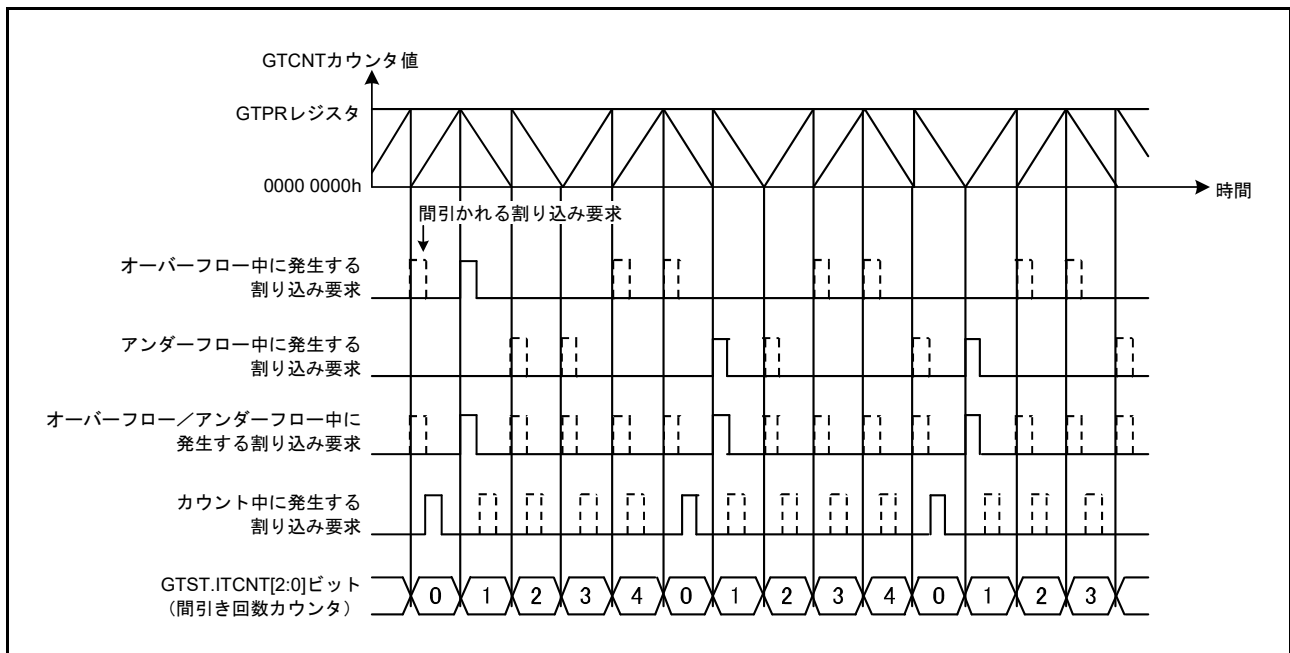 GTCNTカウンタ値
GTPRレジスタ
0000 0000h
時間
間引かれる割り込み要求
オーバーフロー中に発生する
割り込み要求
アンダーフロー中に発生する
割り込み要求
オーバーフロー／アンダーフロー中に
発生する割り込み要求
カウント中に発生する
割り込み要求
GTST.ITCNT[2:0]ビット
（間引き回数カウンタ）
0 1 2 3 4 0 1 2 3 4 0 1 2 3